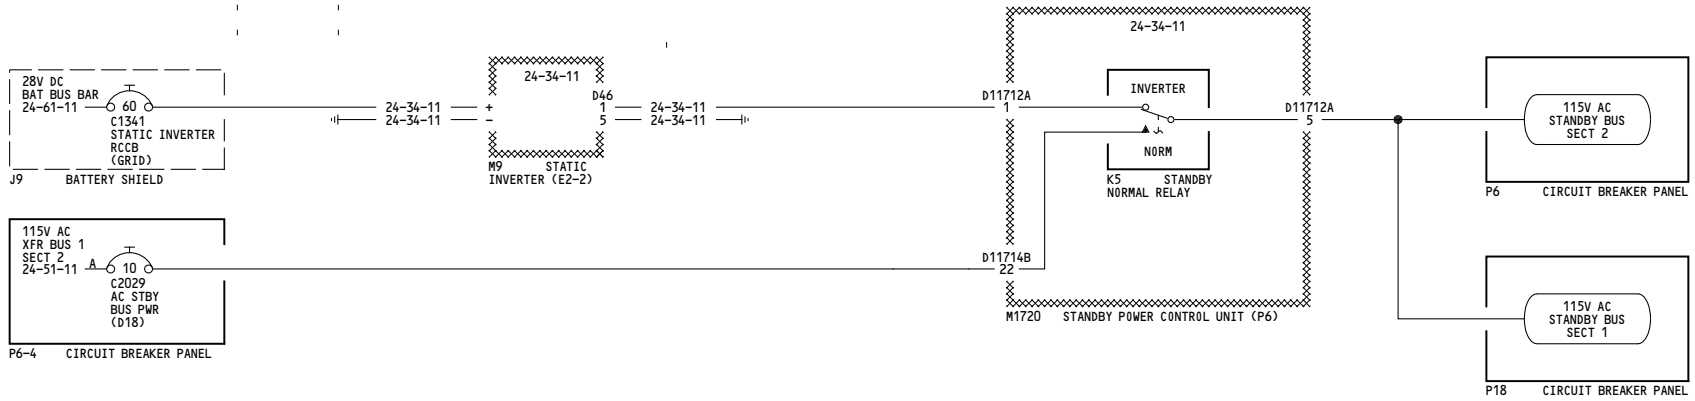 28V DC
BAT BUS BAR
24-61-11
60
C1341
STATIC INVERTER
RCCB
(GRID)
J9 BATTERY SHIELD
24-34-11
24-34-11
24-34-11
+
-
D46
1
5
M9 STATIC
INVERTER (E2-2)
24-34-11
24-34-11
24-34-11
D11712A
1
INVERTER
NORM
K5 STANDBY
NORMAL RELAY
D11712A
5
D11714B
22
M1720 STANDBY POWER CONTROL UNIT (P6)
115V AC
STANDBY BUS
SECT 2
P6 CIRCUIT BREAKER PANEL
115V AC
XFR BUS 1
SECT 2
24-51-11 A
10
C2029
AC STBY
BUS PWR
(D18)
P6-4 CIRCUIT BREAKER PANEL
115V AC
STANDBY BUS
SECT 1
P18 CIRCUIT BREAKER PANEL